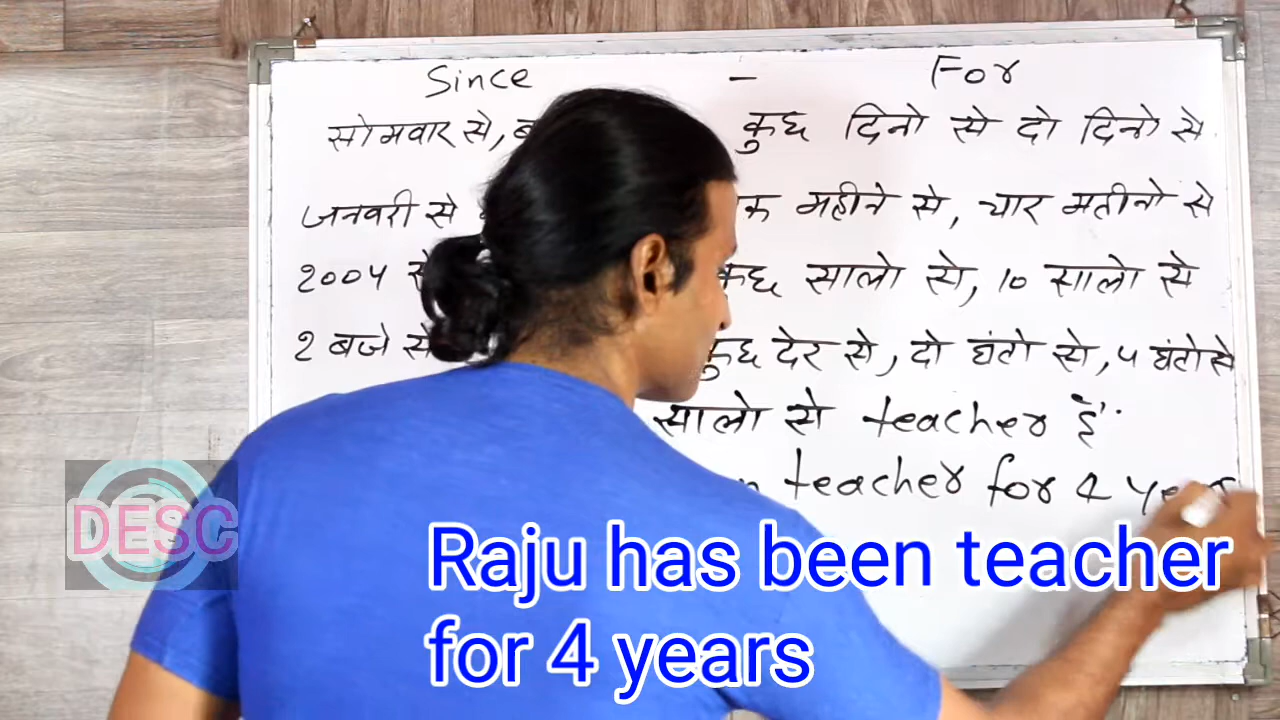 Since - For
सोमवार से, कुछ दिनो से दो दिनो से
जनवरी से महीने से, चार महीनो से
2004 से कुछ सालो से, 10 सालो से
2 बजे से कुछ देर से, दो घंटो से, 4 घंटो से
सालो से teacher है.
teacher for 4 years
DESC
Raju has been teacher
for 4 years